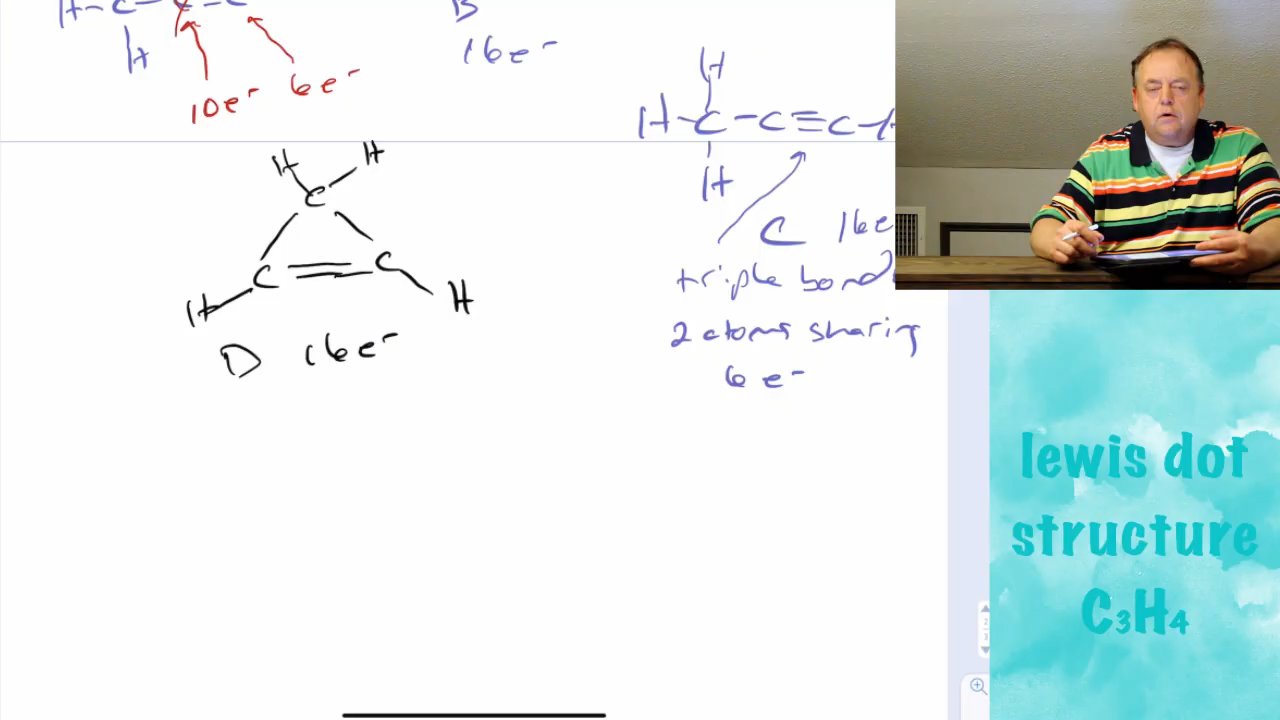 H-C-C-C
H
10e- 6e-
B
16e-
H
H-C-C≡C-H
H
C 16e
triple bond
2 atoms sharing
6 e-
H H
C
C=C
H H
D 16e-
lewis dot
structure
C₃H₄